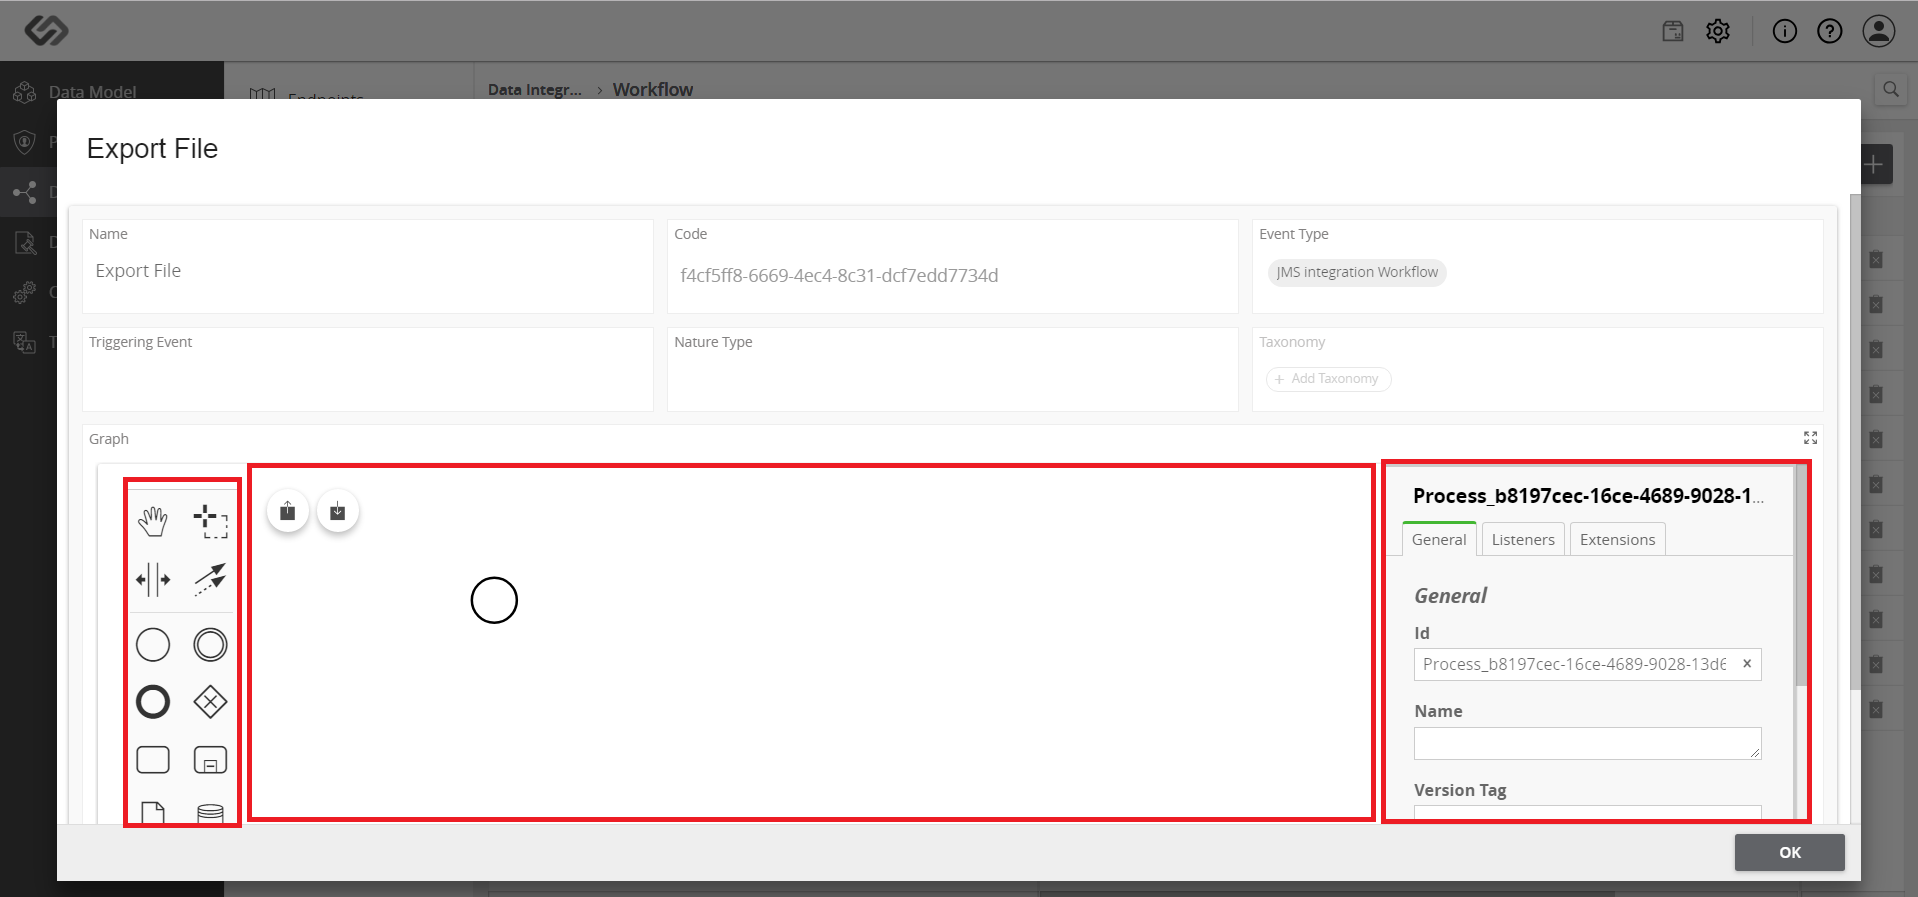 Data Model
Endpoints
Data Integr... › Workflow
Export File
Name
Export File
Code
f4cf5ff8-6669-4ec4-8c31-dcf7edd7734d
Event Type
JMS integration Workflow
Triggering Event
Nature Type
Taxonomy
+ Add Taxonomy
Graph
Process_b8197cec-16ce-4689-9028-1...
General Listeners Extensions
General
Id
Process_b8197cec-16ce-4689-9028-13d6
Name
Version Tag
OK